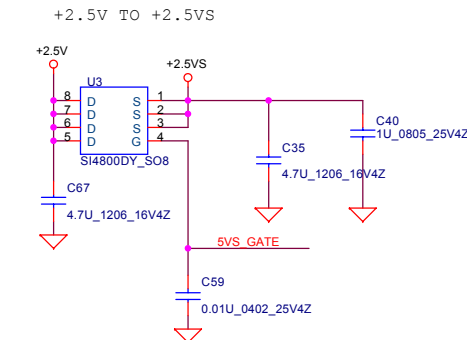 +2.5V TO +2.5VS
+2.5V
+2.5VS
U3
8 D S 1
7 D S 2
6 D S 3
5 D G 4
SI4800DY_SO8
C40
1U_0805_25V4Z
C35
4.7U_1206_16V4Z
C67
4.7U_1206_16V4Z
5VS_GATE
C59
0.01U_0402_25V4Z